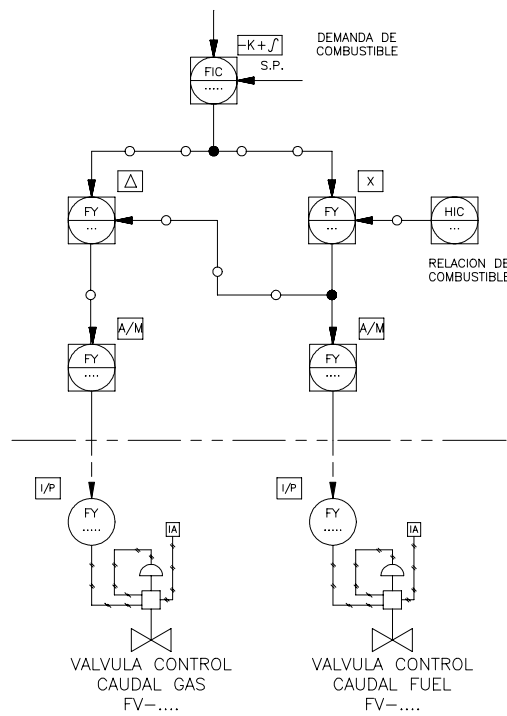 DEMANDA DE
COMBUSTIBLE
-K+∫
S.P.
FIC
.....
Δ
X
FY
...
FY
...
HIC
....
RELACION DE
COMBUSTIBLE
A/M
A/M
FY
....
FY
....
I/P
I/P
FY
.....
FY
.....
IA
IA
VALVULA CONTROL
CAUDAL GAS
FV-....
VALVULA CONTROL
CAUDAL FUEL
FV-....